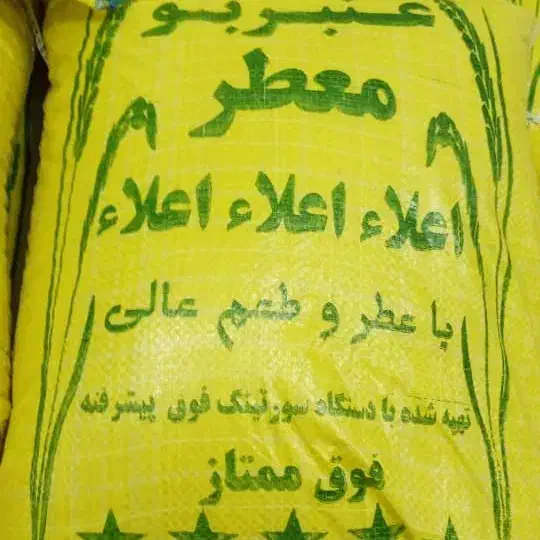 عنبربو
معطر
اعلاء اعلاء اعلاء
با عطر و طعم عالی
تهیه شده با دستگاه سورتینگ فوق پیشرفته
فوق ممتاز